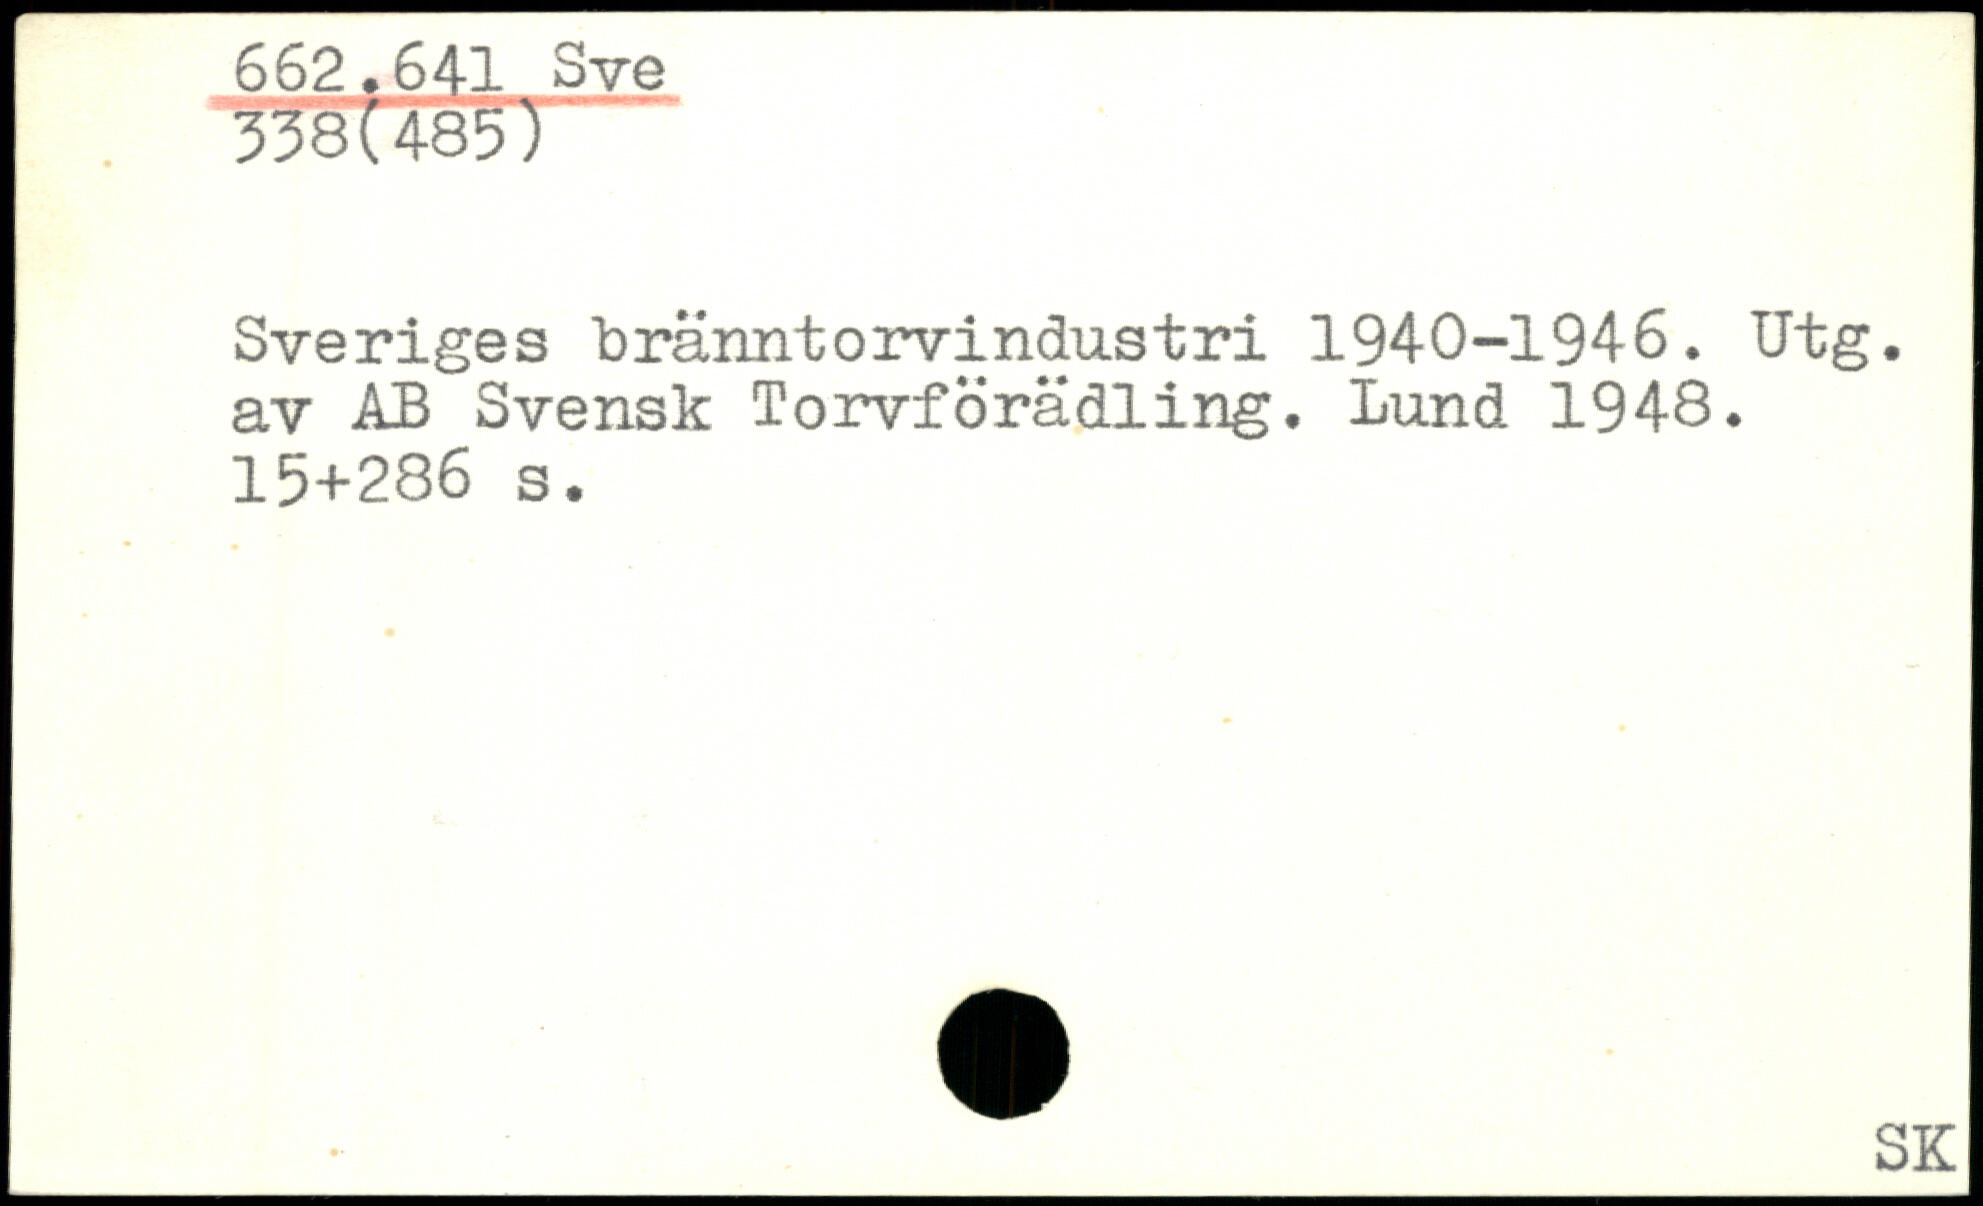 662.641 Sve
338(485)
Sveriges bränntorvindustri 1940-1946. Utg.
av AB Svensk Torvförädling. Lund 1948.
15+286 s.
SK